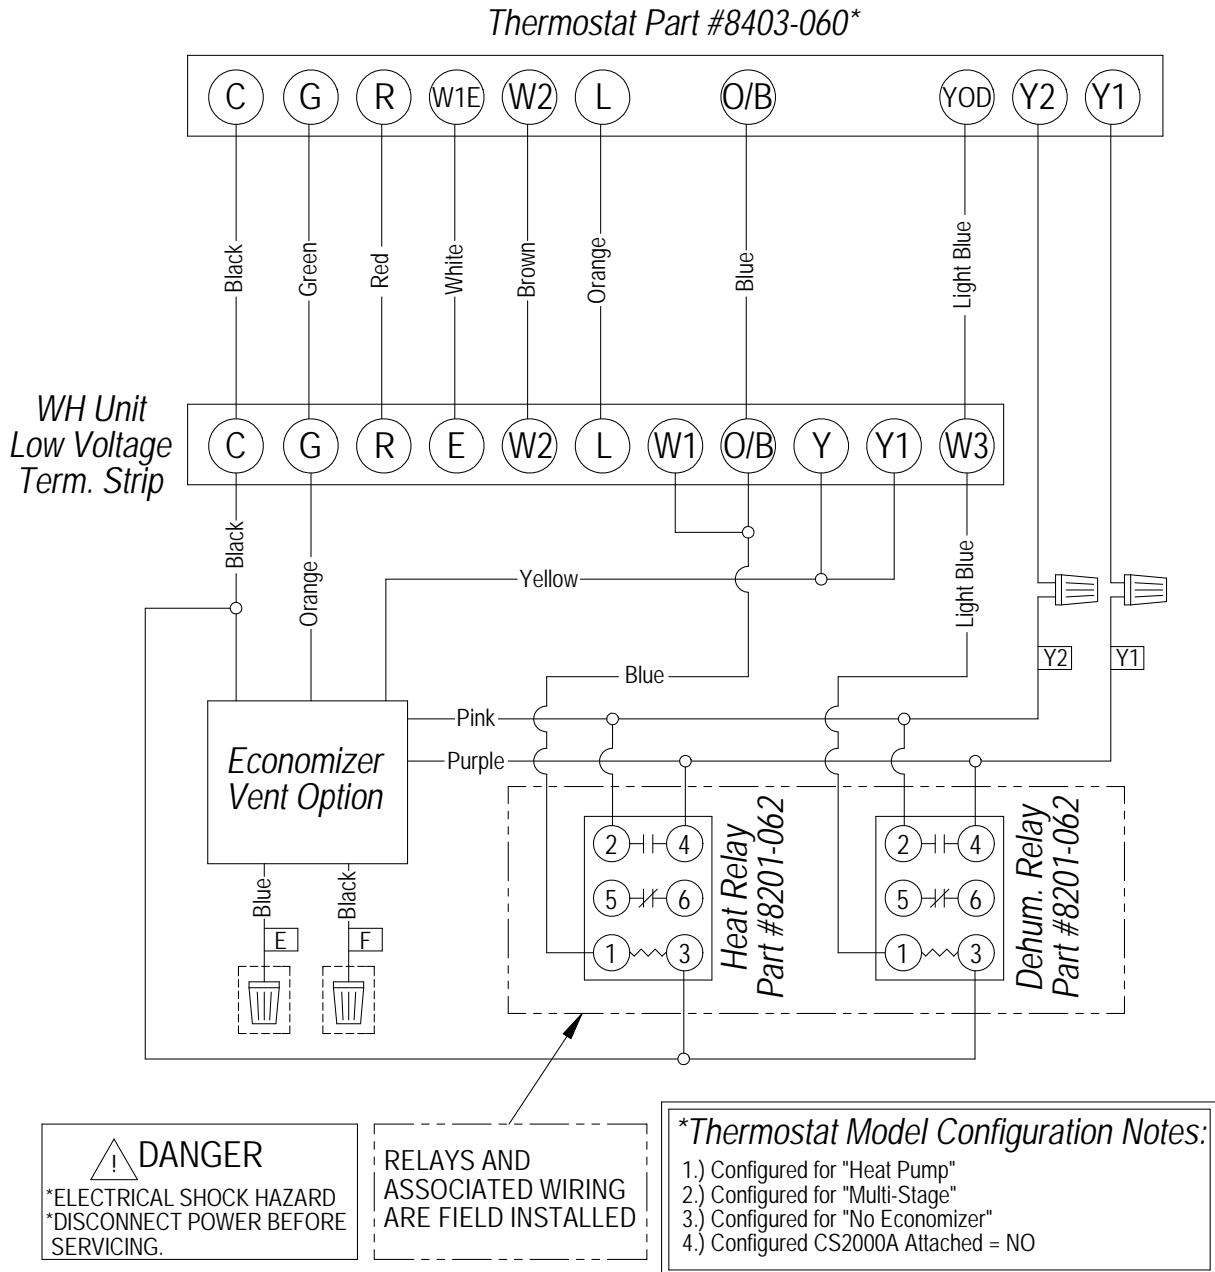 Thermostat Part #8403-060*
C G R W1E W2 L O/B YOD Y2 Y1
Black
Green
Red
White
Brown
Orange
Blue
Light Blue
WH Unit
Low Voltage
Term. Strip
C G R E W2 L W1 O/B Y Y1 W3
Black
Orange
Yellow
Light Blue
Y2
Y1
Blue
Pink
Purple
Economizer
Vent Option
2 4
5 6
1 3
Heat Relay
Part #8201-062
2 4
5 6
1 3
Dehum. Relay
Part #8201-062
Blue
Black
E
F
! DANGER
*ELECTRICAL SHOCK HAZARD
*DISCONNECT POWER BEFORE
SERVICING.
RELAYS AND
ASSOCIATED WIRING
ARE FIELD INSTALLED
*Thermostat Model Configuration Notes:
1.) Configured for "Heat Pump"
2.) Configured for "Multi-Stage"
3.) Configured for "No Economizer"
4.) Configured CS2000A Attached = NO